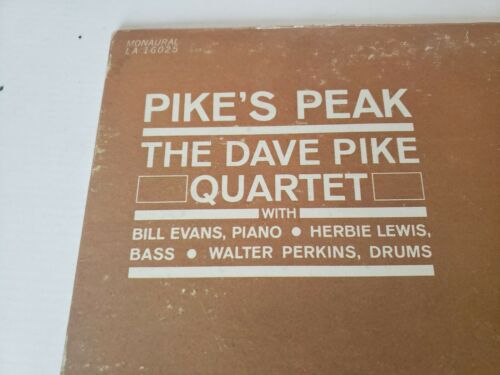 MONAURAL
LA 16025
PIKE'S PEAK
THE DAVE PIKE
QUARTET
WITH
BILL EVANS, PIANO • HERBIE LEWIS,
BASS • WALTER PERKINS, DRUMS